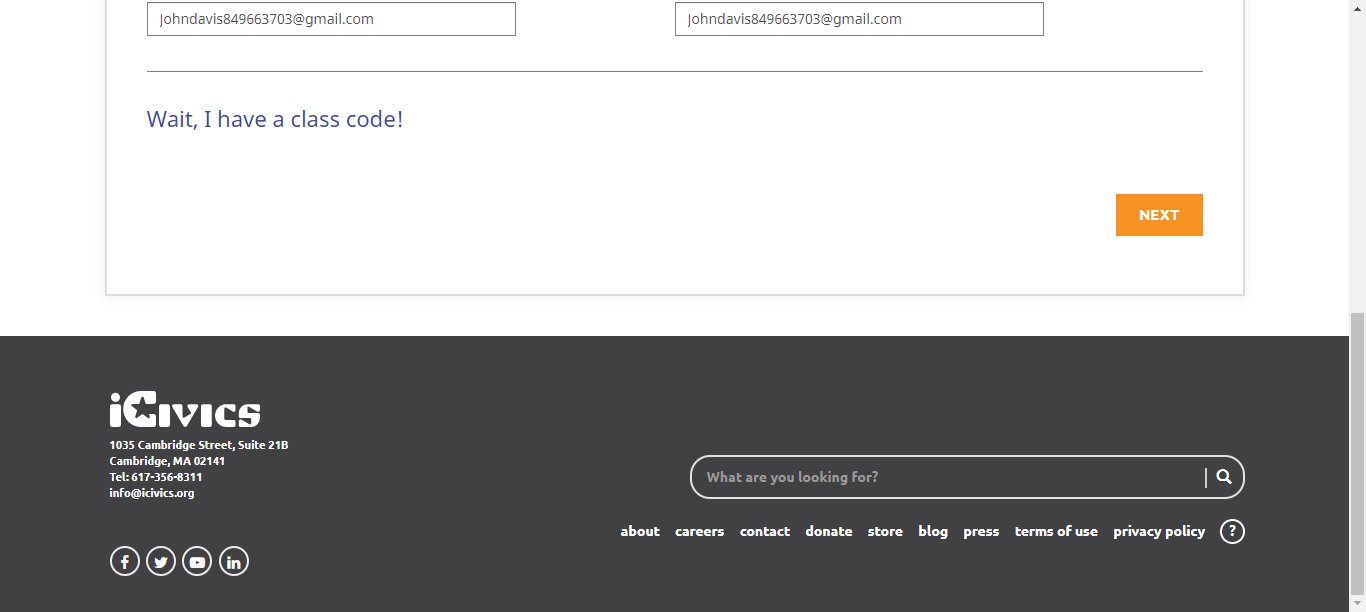 Johndavis849663703@gmail.com
Johndavis849663703@gmail.com
Wait, I have a class code!
NEXT
iCivics
1035 Cambridge Street, Suite 21B
Cambridge, MA 02141
Tel: 617-356-8311
info@icivics.org
What are you looking for?
about careers contact donate store blog press terms of use privacy policy ?